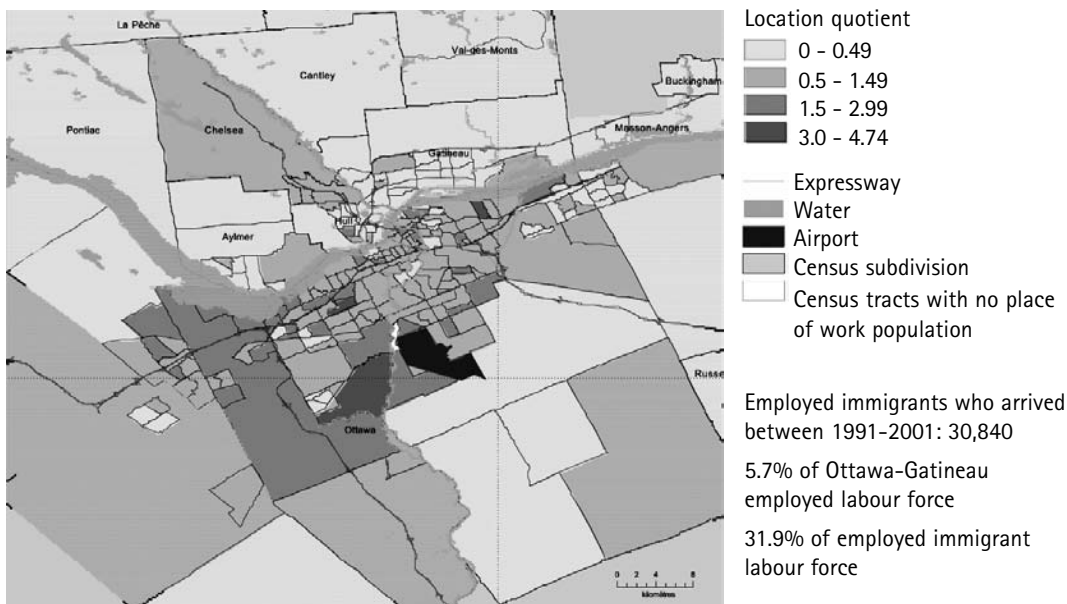 La Pêche
Val-des-Monts
Cantley
Buckingham
Pontiac
Chelsea
Masson-Angers
Gatineau
Hull
Aylmer
Russe
Ottawa
0 2 4 6 8
kilomètres
Location quotient
0 - 0.49
0.5 - 1.49
1.5 - 2.99
3.0 - 4.74
Expressway
Water
Airport
Census subdivision
Census tracts with no place
of work population
Employed immigrants who arrived
between 1991-2001: 30,840
5.7% of Ottawa-Gatineau
employed labour force
31.9% of employed immigrant
labour force